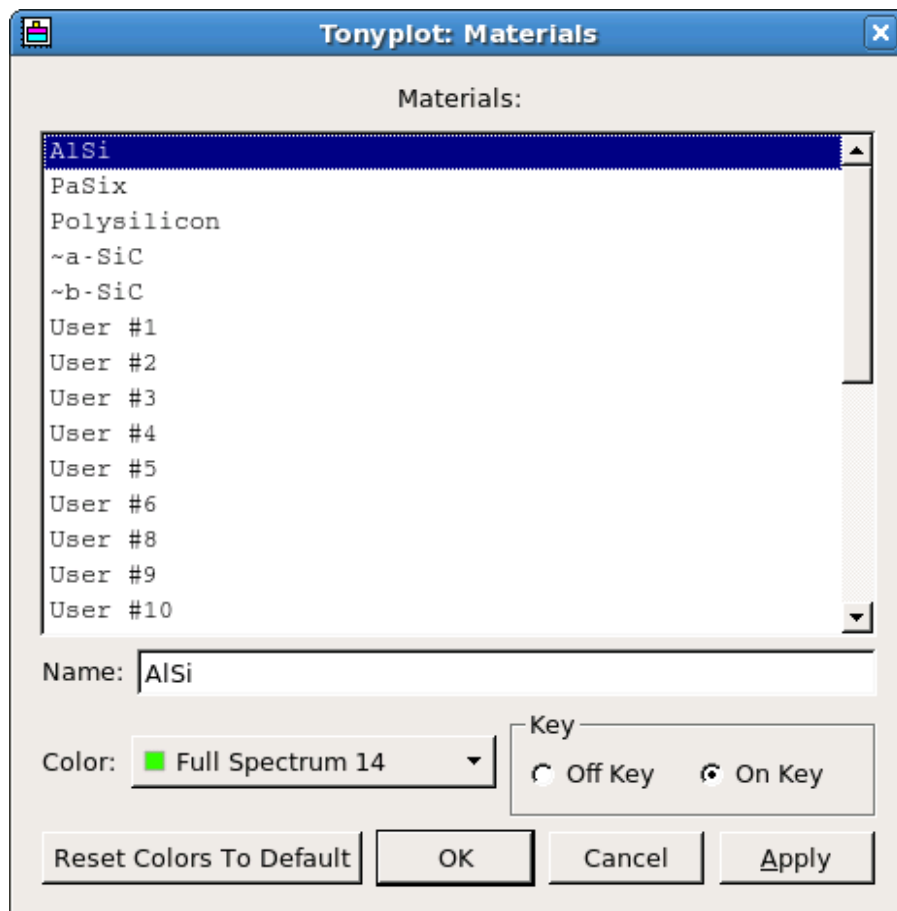 Tonyplot: Materials
Materials:
AlSi
PaSix
Polysilicon
~a-SiC
~b-SiC
User #1
User #2
User #3
User #4
User #5
User #6
User #8
User #9
User #10
Name: AlSi
Key
Color: Full Spectrum 14 Off Key On Key
Reset Colors To Default OK Cancel Apply